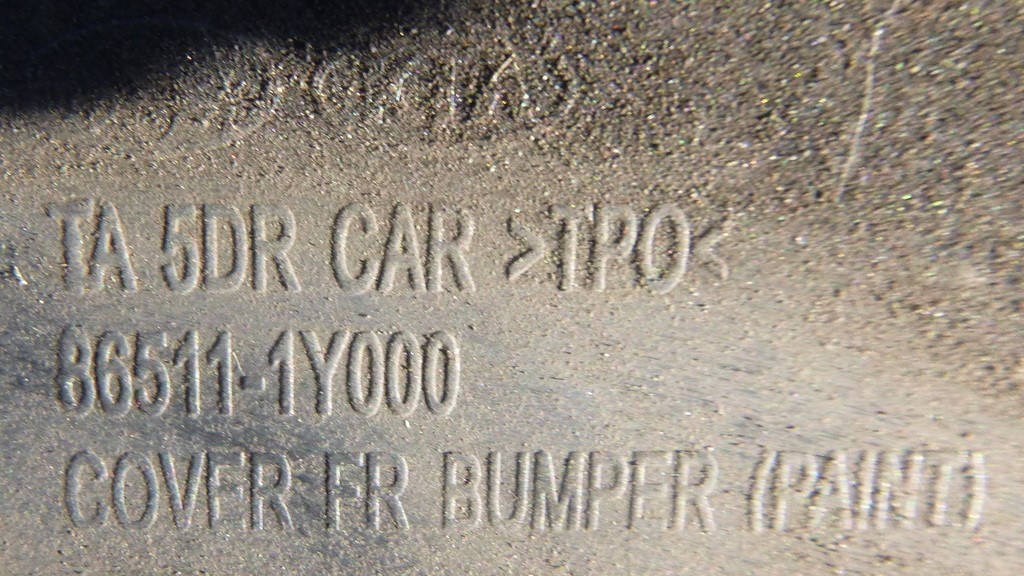 TA 5DR CAR >TPO<
86511-1Y000
COVER FR BUMPER (PAINT)